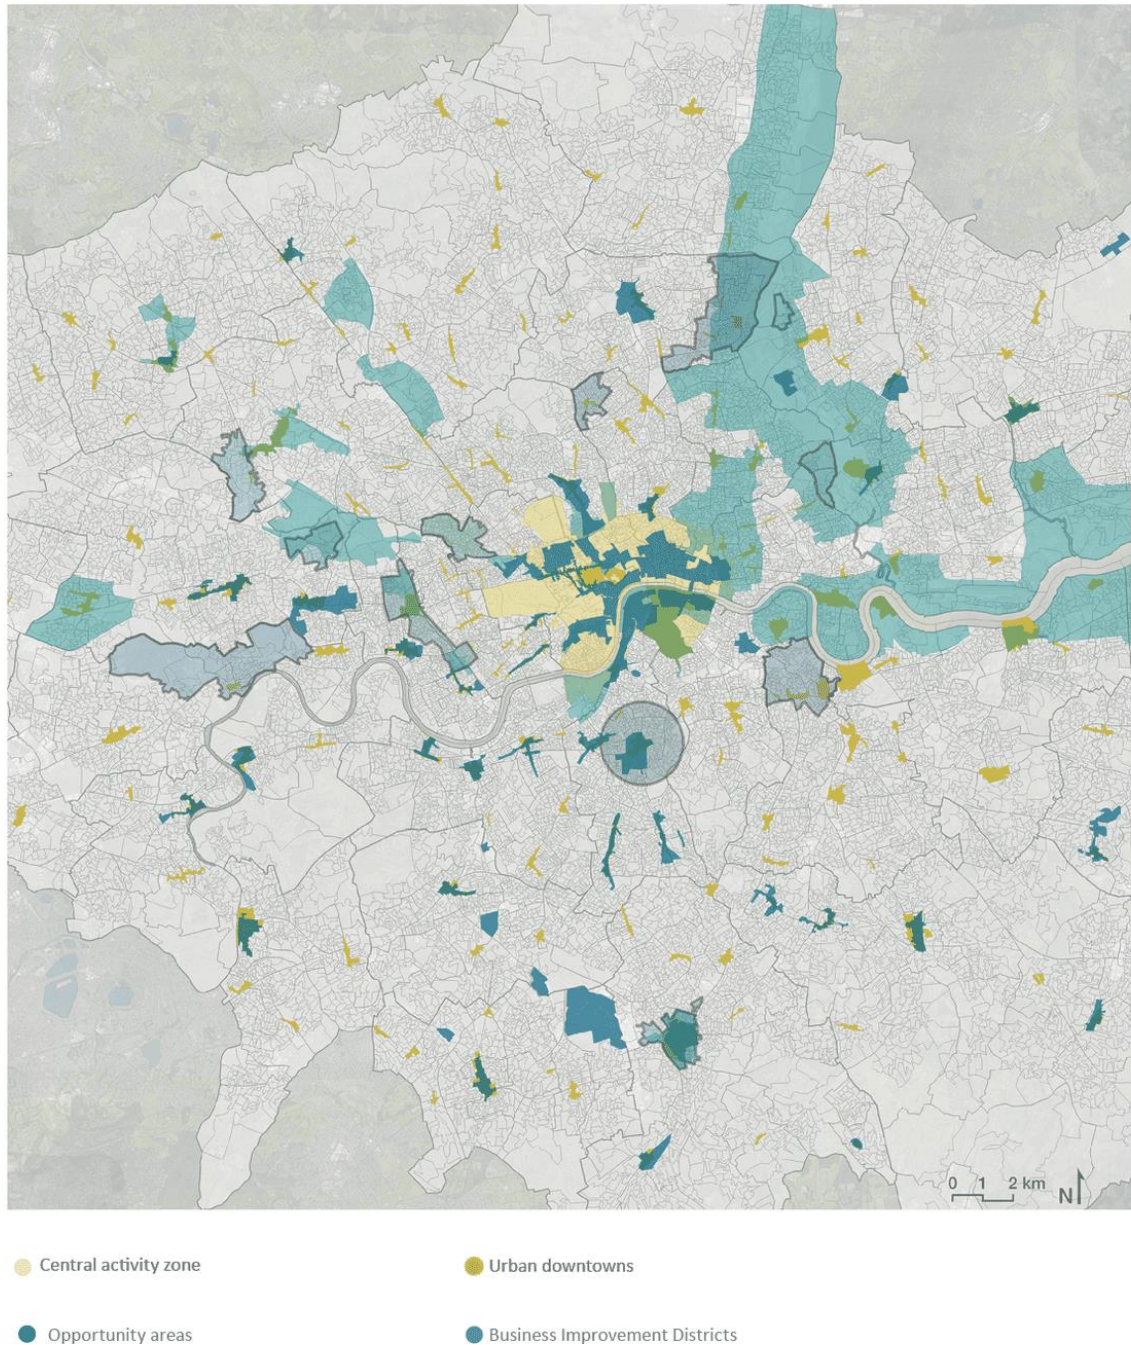 0 1 2 km N
Central activity zone
Urban downtowns
Opportunity areas
Business Improvement Districts